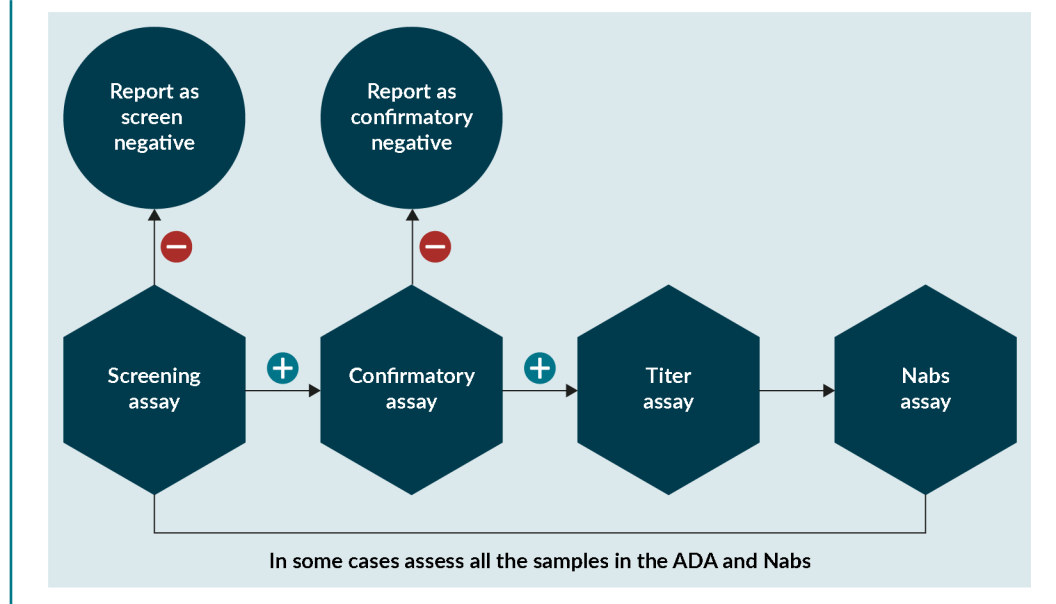 Report as
screen
negative
Report as
confirmatory
negative
Screening
assay
Confirmatory
assay
Titer
assay
Nabs
assay
In some cases assess all the samples in the ADA and Nabs